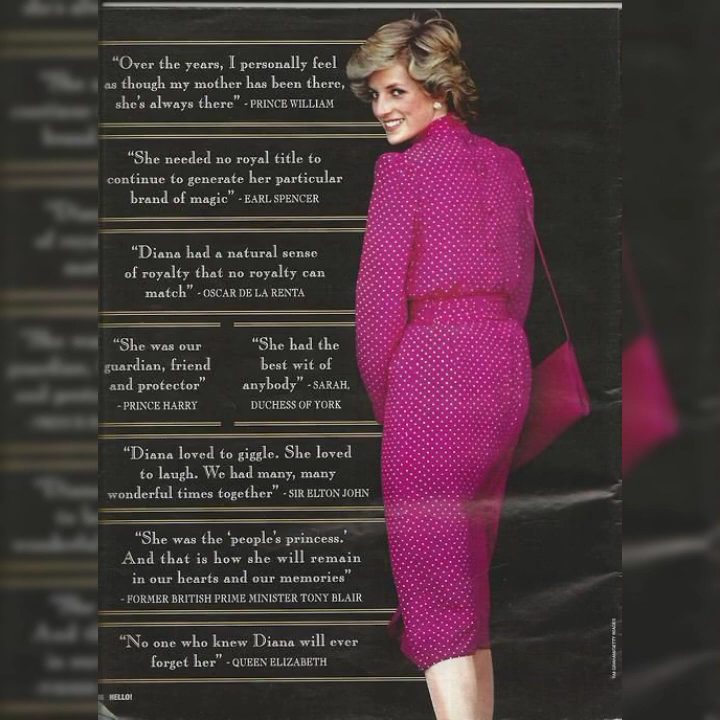 “Over the years, I personally feel
as though my mother has been there,
she’s always there” - PRINCE WILLIAM
“She needed no royal title to
continue to generate her particular
brand of magic” - EARL SPENCER
“Diana had a natural sense
of royalty that no royalty can
match” - OSCAR DE LA RENTA
“She was our
guardian, friend
and protector”
- PRINCE HARRY
“She had the
best wit of
anybody” - SARAH,
DUCHESS OF YORK
“Diana loved to giggle. She loved
to laugh. We had many, many
wonderful times together” - SIR ELTON JOHN
“She was the ‘people’s princess.’
And that is how she will remain
in our hearts and our memories”
- FORMER BRITISH PRIME MINISTER TONY BLAIR
“No one who knew Diana will ever
forget her” - QUEEN ELIZABETH
HELLO!